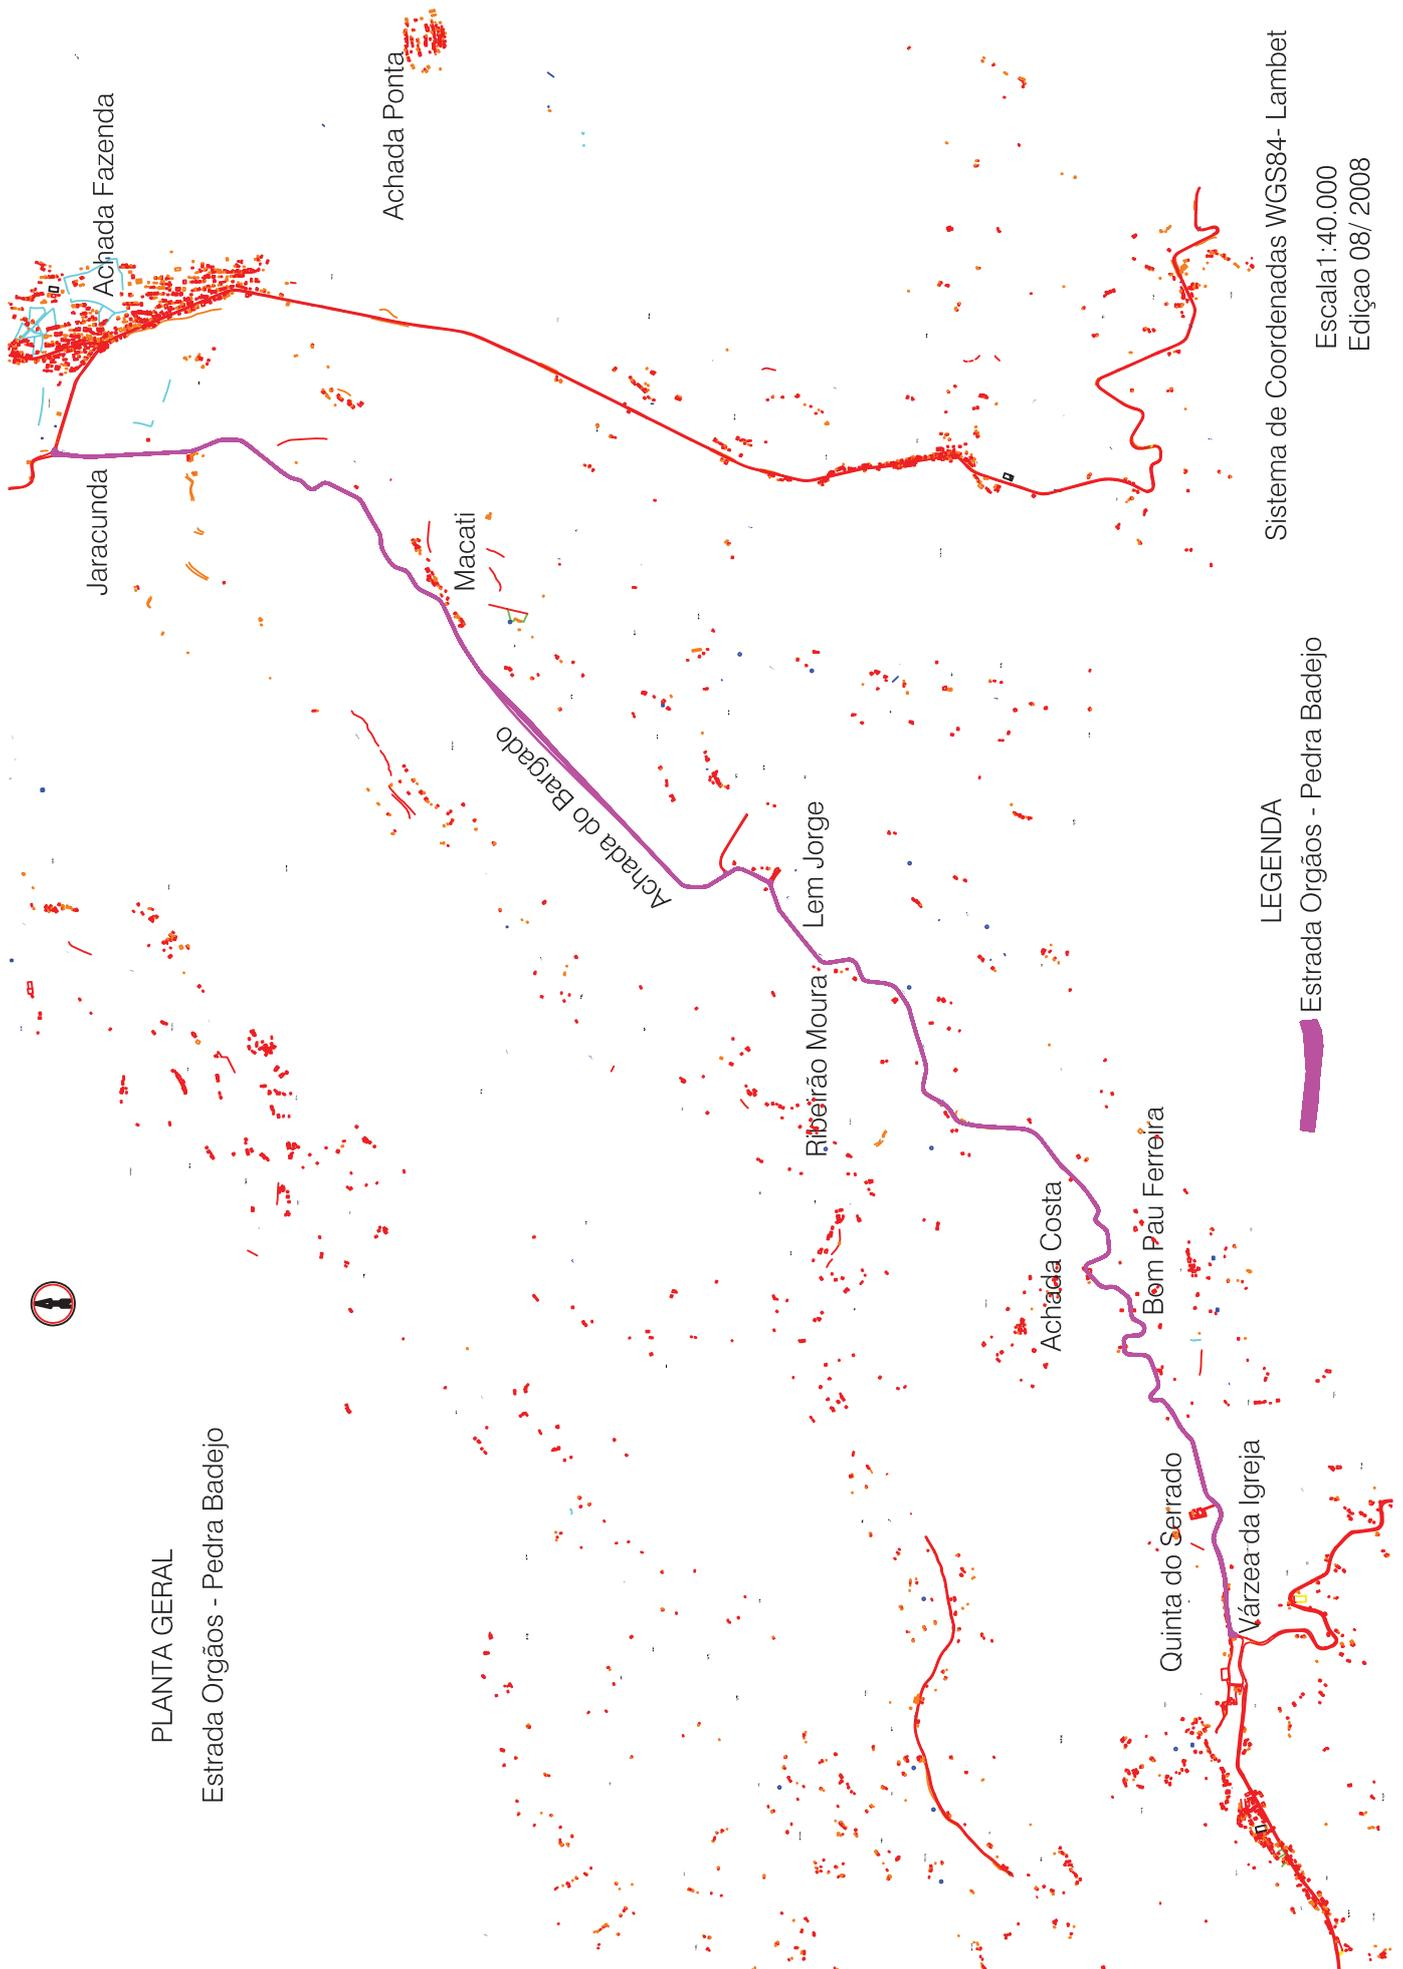 PLANTA GERAL
Estrada Orgãos - Pedra Badejo
Jaracunda
Achada Fazenda
Achada Ponta
Macati
Achada do Bargado
Lem Jorge
Ribeirão Moura
Achada Costa
Bom Pau Ferreira
Quinta do Serrado
Várzea da Igreja
LEGENDA
Estrada Orgãos - Pedra Badejo
Sistema de Coordenadas WGS84- Lambet
Escala1:40.000
Ediçao 08/ 2008